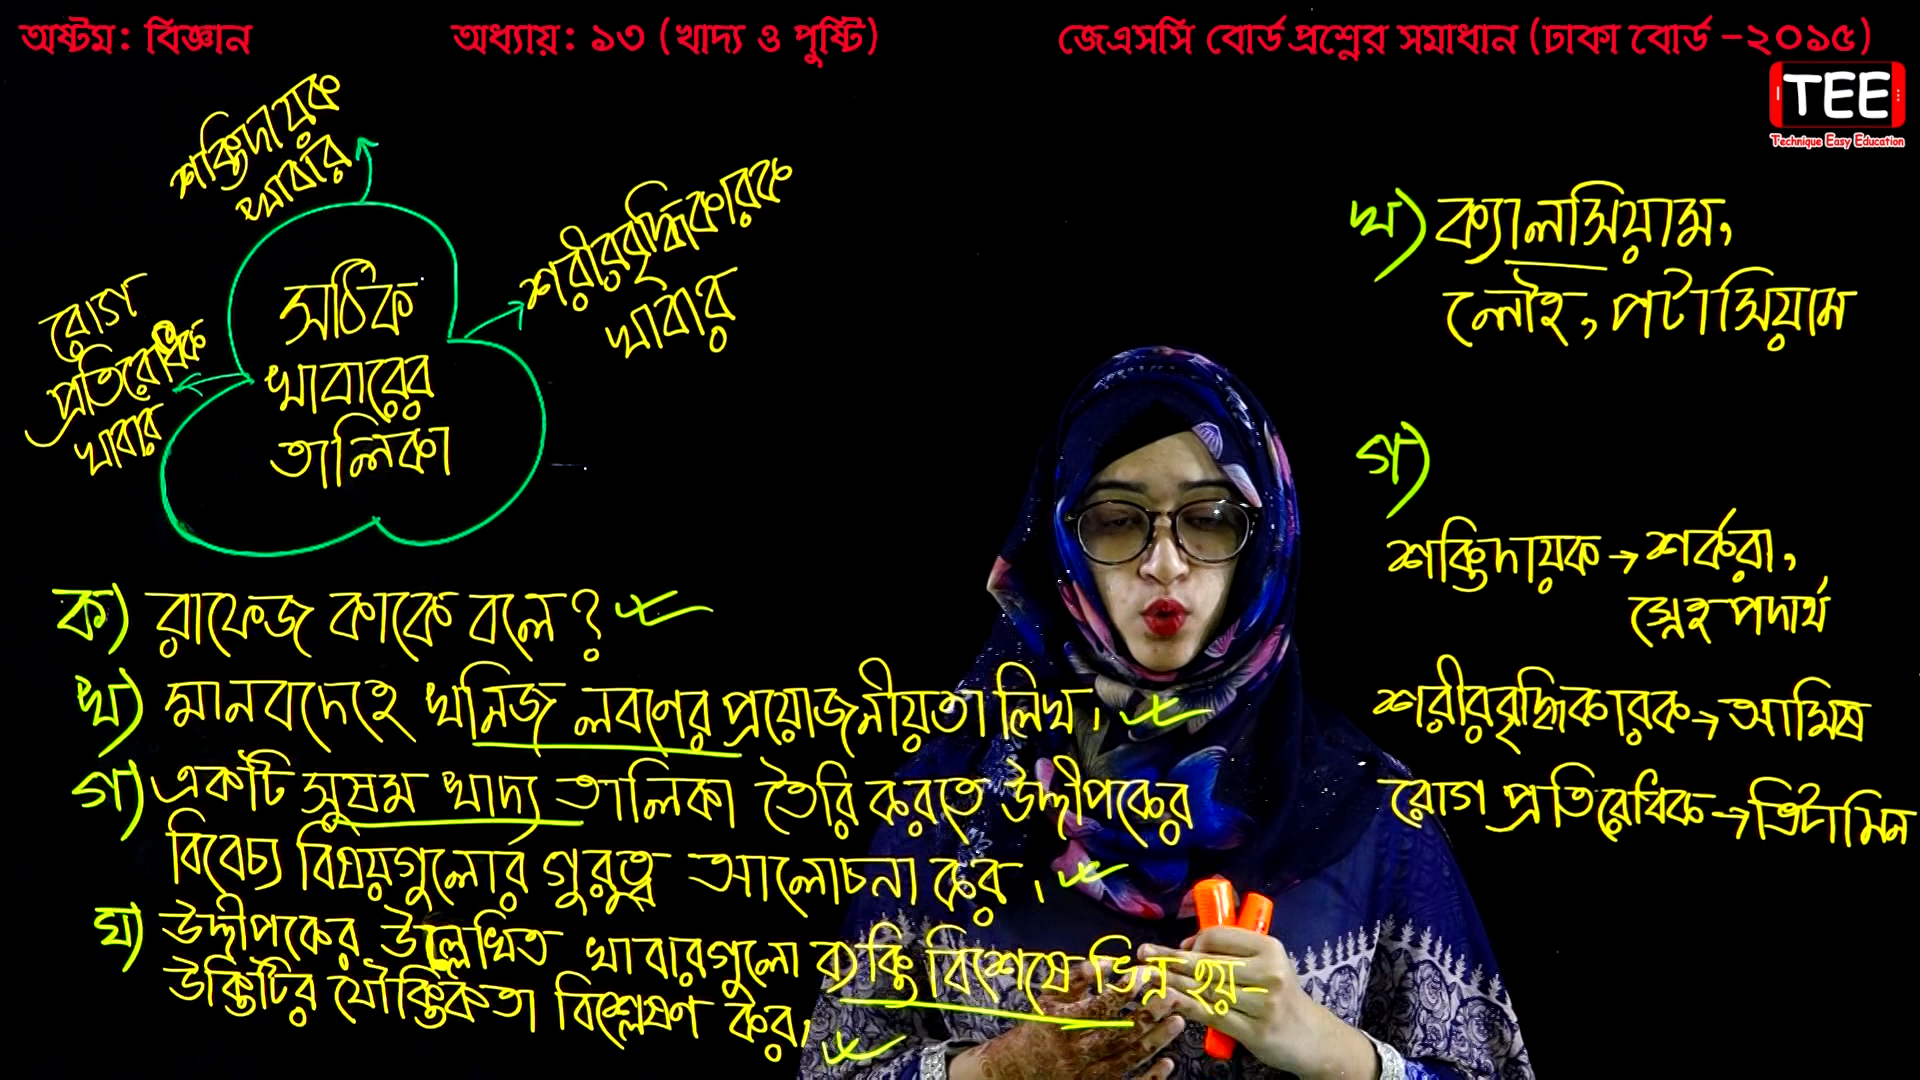 অষ্টম: বিজ্ঞান
অধ্যায়: ১৩ (খাদ্য ও পুষ্টি)
জেএসসি বোর্ড প্রশ্নের সমাধান (ঢাকা বোর্ড -২০১৫)
TEE
Technique Easy Education
শক্তিদায়ক
খাবার
শরীরবৃদ্ধিকারক
খাবার
রোগ
প্রতিরোধিক
খাবার
সঠিক
খাবারের
তালিকা
ক) রাফেজ কাকে বলে?
খ) মানবদেহে খনিজ লবণের প্রয়োজনীয়তা লিখ।
গ) একটি সুষম খাদ্য তালিকা তৈরি করতে উদ্দীপকের
বিবেচ্য বিষয়গুলোর গুরুত্ব আলোচনা কর।
ঘ) উদ্দীপকের উল্লেখিত খাবারগুলো ব্যক্তি বিশেষে ভিন্ন হয়-
উক্তিটির যৌক্তিকতা বিশ্লেষণ কর।
খ) ক্যালসিয়াম,
লৌহ, পটাসিয়াম
গ)
শক্তিদায়ক → শর্করা,
স্নেহ পদার্থ
শরীরবৃদ্ধিকারক → আমিষ
রোগ প্রতিরোধিক → ভিটামিন